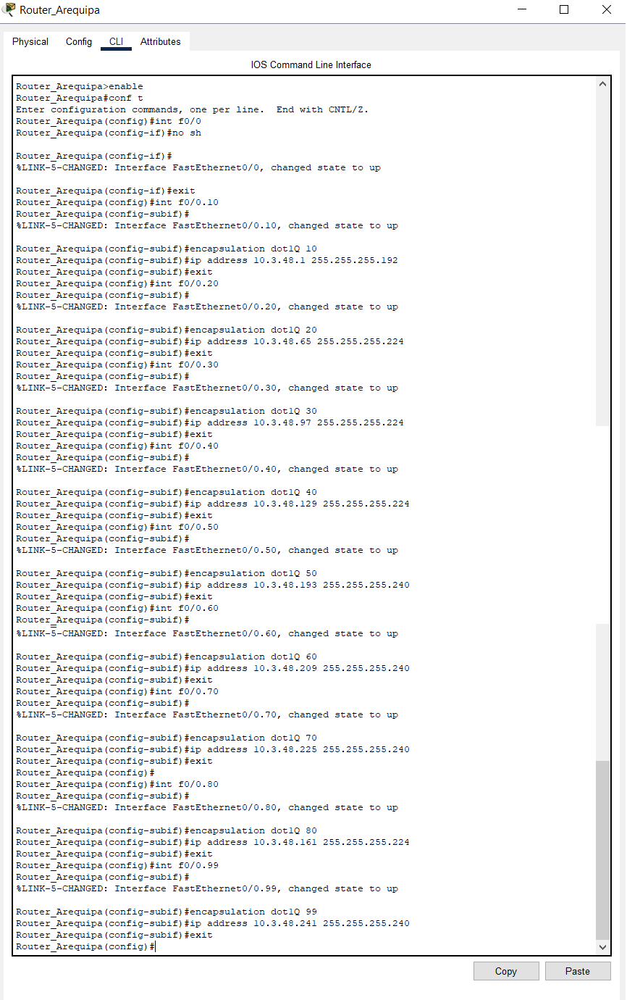 Router_Arequipa
Physical Config CLI Attributes
IOS Command Line Interface
Router_Arequipa>enable
Router_Arequipa#conf t
Enter configuration commands, one per line.  End with CNTL/Z.
Router_Arequipa(config)#int f0/0
Router_Arequipa(config-if)#no sh
Router_Arequipa(config-if)#
%LINK-5-CHANGED: Interface FastEthernet0/0, changed state to up
Router_Arequipa(config-if)#exit
Router_Arequipa(config)#int f0/0.10
Router_Arequipa(config-subif)#
%LINK-5-CHANGED: Interface FastEthernet0/0.10, changed state to up
Router_Arequipa(config-subif)#encapsulation dot1Q 10
Router_Arequipa(config-subif)#ip address 10.3.48.1 255.255.255.192
Router_Arequipa(config-subif)#exit
Router_Arequipa(config)#int f0/0.20
Router_Arequipa(config-subif)#
%LINK-5-CHANGED: Interface FastEthernet0/0.20, changed state to up
Router_Arequipa(config-subif)#encapsulation dot1Q 20
Router_Arequipa(config-subif)#ip address 10.3.48.65 255.255.255.224
Router_Arequipa(config-subif)#exit
Router_Arequipa(config)#int f0/0.30
Router_Arequipa(config-subif)#
%LINK-5-CHANGED: Interface FastEthernet0/0.30, changed state to up
Router_Arequipa(config-subif)#encapsulation dot1Q 30
Router_Arequipa(config-subif)#ip address 10.3.48.97 255.255.255.224
Router_Arequipa(config-subif)#exit
Router_Arequipa(config)#int f0/0.40
Router_Arequipa(config-subif)#
%LINK-5-CHANGED: Interface FastEthernet0/0.40, changed state to up
Router_Arequipa(config-subif)#encapsulation dot1Q 40
Router_Arequipa(config-subif)#ip address 10.3.48.129 255.255.255.224
Router_Arequipa(config-subif)#exit
Router_Arequipa(config)#int f0/0.50
Router_Arequipa(config-subif)#
%LINK-5-CHANGED: Interface FastEthernet0/0.50, changed state to up
Router_Arequipa(config-subif)#encapsulation dot1Q 50
Router_Arequipa(config-subif)#ip address 10.3.48.193 255.255.255.240
Router_Arequipa(config-subif)#exit
Router_Arequipa(config)#int f0/0.60
Router_Arequipa(config-subif)#
%LINK-5-CHANGED: Interface FastEthernet0/0.60, changed state to up
Router_Arequipa(config-subif)#encapsulation dot1Q 60
Router_Arequipa(config-subif)#ip address 10.3.48.209 255.255.255.240
Router_Arequipa(config-subif)#exit
Router_Arequipa(config)#int f0/0.70
Router_Arequipa(config-subif)#
%LINK-5-CHANGED: Interface FastEthernet0/0.70, changed state to up
Router_Arequipa(config-subif)#encapsulation dot1Q 70
Router_Arequipa(config-subif)#ip address 10.3.48.225 255.255.255.240
Router_Arequipa(config-subif)#exit
Router_Arequipa(config)#
Router_Arequipa(config)#int f0/0.80
Router_Arequipa(config-subif)#
%LINK-5-CHANGED: Interface FastEthernet0/0.80, changed state to up
Router_Arequipa(config-subif)#encapsulation dot1Q 80
Router_Arequipa(config-subif)#ip address 10.3.48.161 255.255.255.224
Router_Arequipa(config-subif)#exit
Router_Arequipa(config)#int f0/0.99
Router_Arequipa(config-subif)#
%LINK-5-CHANGED: Interface FastEthernet0/0.99, changed state to up
Router_Arequipa(config-subif)#encapsulation dot1Q 99
Router_Arequipa(config-subif)#ip address 10.3.48.241 255.255.255.240
Router_Arequipa(config-subif)#exit
Router_Arequipa(config)#
Copy Paste